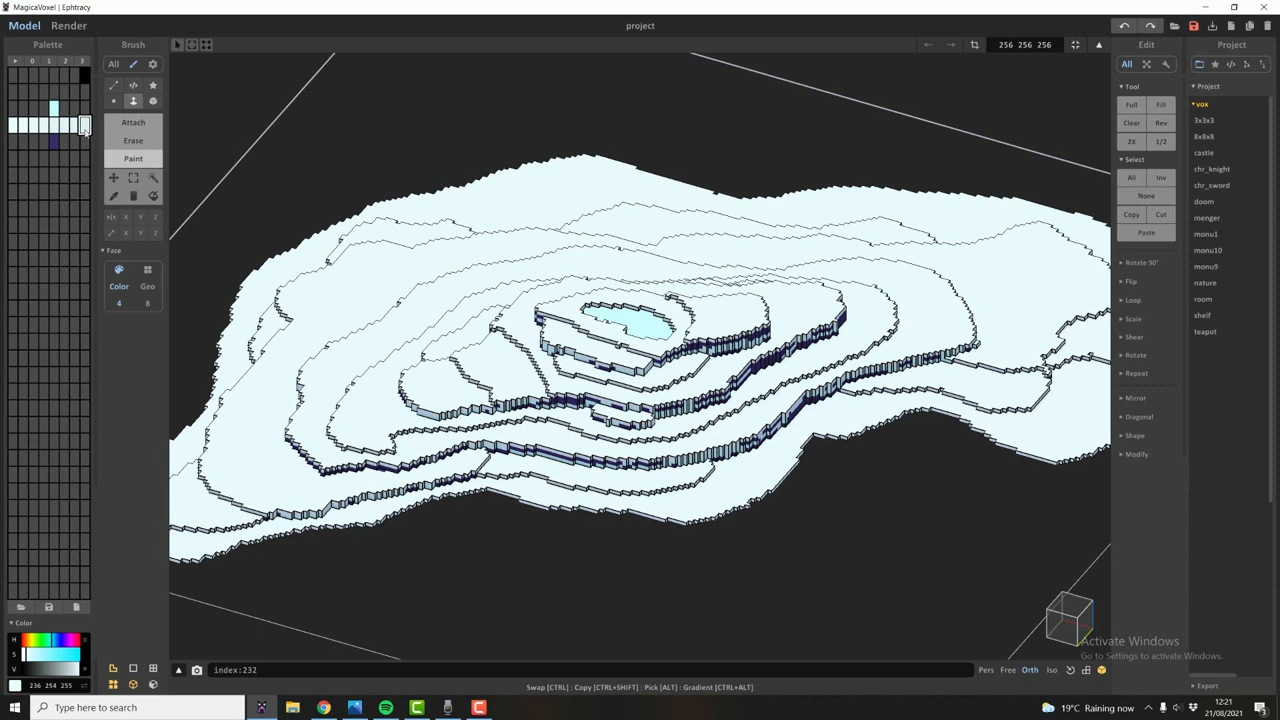 MagicaVoxel | Ephtracy
Model Render
project
Palette
Brush
256 256 256
Edit
Project
0 1 2 3
All
All
Tool
Full Fill
Clear Rev
2X 1/2
Select
All Inv
None
Copy Cut
Paste
Rotate 90°
Flip
Loop
Scale
Shear
Rotate
Repeat
Mirror
Diagonal
Shape
Modify
Project
vox
3x3x3
8x8x8
castle
chr_knight
chr_sword
doom
menger
monu1
monu10
monu9
nature
room
shelf
teapot
Export
Attach
Erase
Paint
X Y Z
X Y Z
Face
Color Geo
4 8
Color
H
S
V
236 254 255
index:232
Pers Free Orth Iso
Swap [CTRL] : Copy [CTRL+SHIFT] : Pick [ALT] : Gradient [CTRL+ALT]
Activate Windows
Go to Settings to activate Windows.
Type here to search
19°C Raining now
12:21
21/08/2021
3